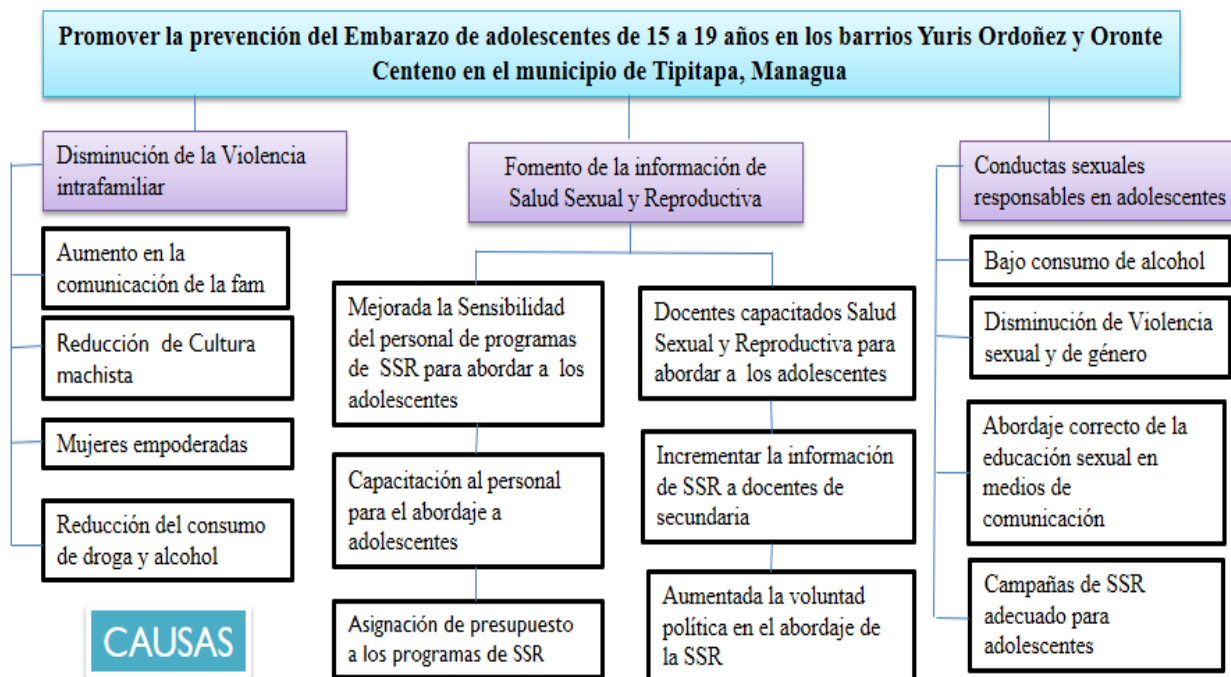 Promover la prevención del Embarazo de adolescentes de 15 a 19 años en los barrios Yuris Ordoñez y Oronte
Centeno en el municipio de Tipitapa, Managua
Disminución de la Violencia
intrafamiliar
Aumento en la
comunicación de la fam
Reducción de Cultura
machista
Mujeres empoderadas
Reducción del consumo
de droga y alcohol
CAUSAS
Fomento de la información de
Salud Sexual y Reproductiva
Mejorada la Sensibilidad
del personal de programas
de SSR para abordar a los
adolescentes
Capacitación al personal
para el abordaje a
adolescentes
Asignación de presupuesto
a los programas de SSR
Docentes capacitados Salud
Sexual y Reproductiva para
abordar a los adolescentes
Incrementar la información
de SSR a docentes de
secundaria
Aumentada la voluntad
política en el abordaje de
la SSR
Conductas sexuales
responsables en adolescentes
Bajo consumo de alcohol
Disminución de Violencia
sexual y de género
Abordaje correcto de la
educación sexual en
medios de
comunicación
Campañas de SSR
adecuado para
adolescentes